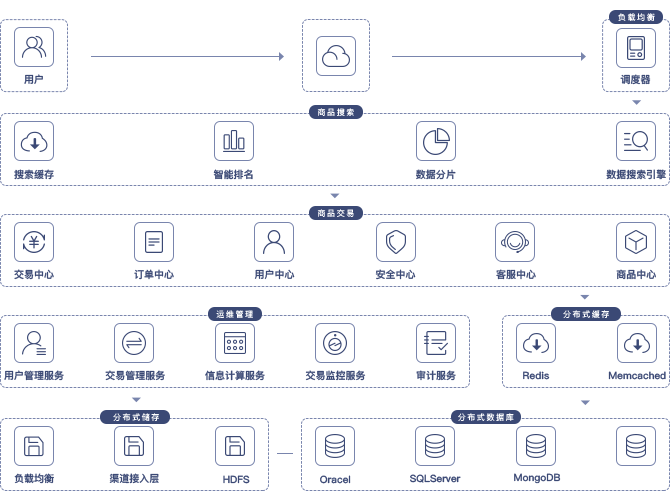 负载均衡
用户
调度器
商品搜索
搜索缓存
智能排名
数据分片
数据搜索引擎
商品交易
交易中心
订单中心
用户中心
安全中心
客服中心
商品中心
运维管理
分布式缓存
用户管理服务
交易管理服务
信息计算服务
交易监控服务
审计服务
Redis
Memcached
分布式储存
分布式数据库
负载均衡
渠道接入层
HDFS
Oracel
SQLServer
MongoDB